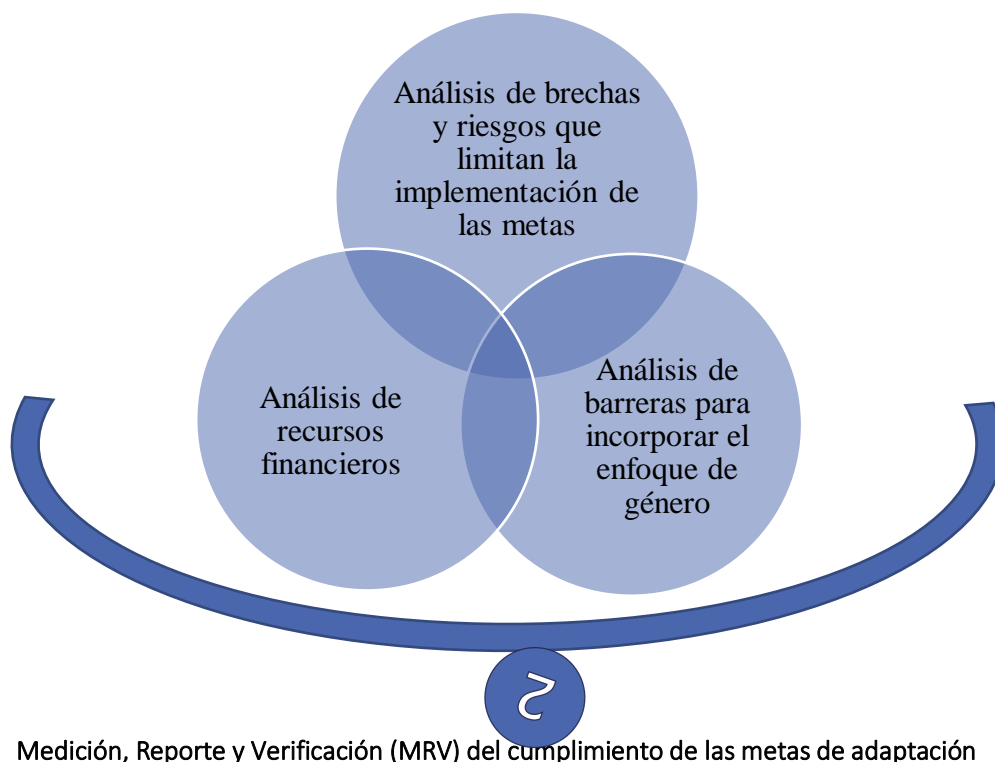 Análisis de brechas
y riesgos que
limitan la
implementación de
las metas
Análisis de
recursos
financieros
Análisis de
barreras para
incorporar el
enfoque de
género
2
Medición, Reporte y Verificación (MRV) del cumplimiento de las metas de adaptación